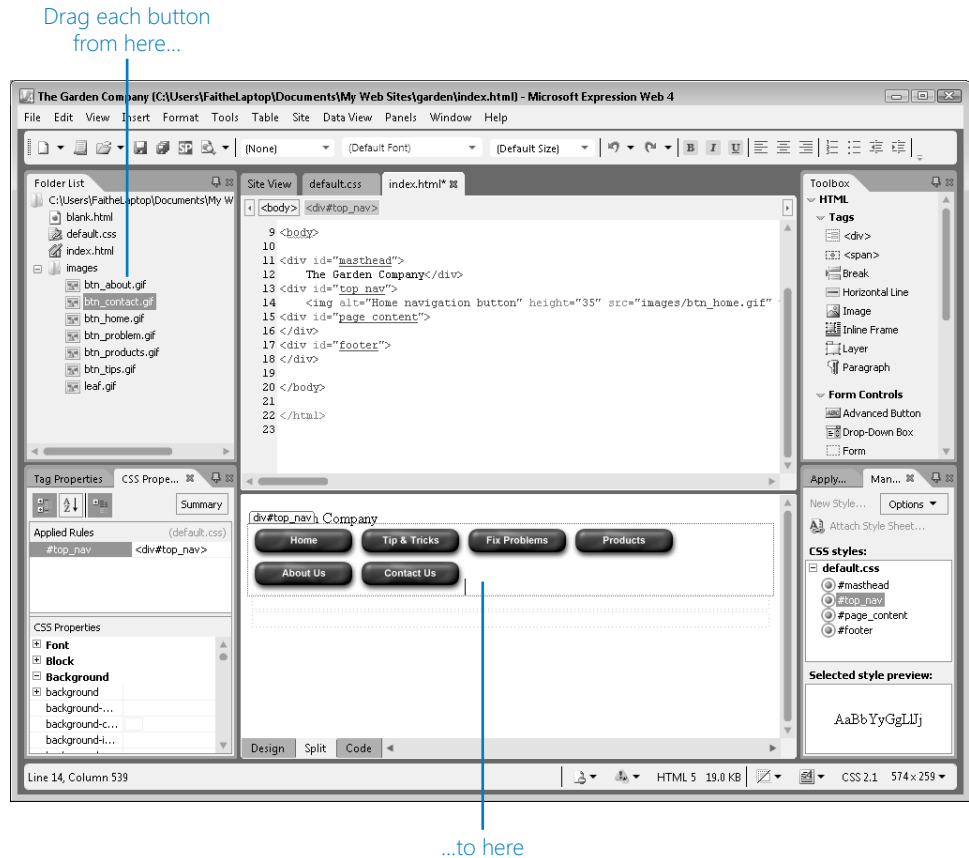 Drag each button
from here...
The Garden Company (C:\Users\FaitheLaptop\Documents\My Web Sites\garden\index.html) - Microsoft Expression Web 4
File Edit View Insert Format Tools Table Site Data View Panels Window Help
(None) (Default Font) (Default Size) B I U
Folder List
C:\Users\FaitheLaptop\Documents\My W
blank.html
default.css
index.html
images
btn_about.gif
btn_contact.gif
btn_home.gif
btn_problem.gif
btn_products.gif
btn_tips.gif
leaf.gif
Site View default.css index.html*
<body> <div#top_nav>
9 <body>
10
11 <div id="masthead">
12 The Garden Company</div>
13 <div id="top_nav">
14 <img alt="Home navigation button" height="35" src="images/btn_home.gif"
15 <div id="page_content">
16 </div>
17 <div id="footer">
18 </div>
19
20 </body>
21
22 </html>
23
Toolbox
HTML
Tags
<div>
<span>
Break
Horizontal Line
Image
Inline Frame
Layer
Paragraph
Form Controls
Advanced Button
Drop-Down Box
Form
Tag Properties CSS Prope...
Summary
Applied Rules (default.css)
#top_nav <div#top_nav>
CSS Properties
Font
Block
Background
background
background-...
background-c...
background-i...
div#top_nav n Company
Home Tip & Tricks Fix Problems Products
About Us Contact Us
Design Split Code
Apply... Man...
New Style... Options
Attach Style Sheet...
CSS styles:
default.css
#masthead
#top_nav
#page_content
#footer
Selected style preview:
AaBbYyGgLlJj
Line 14, Column 539 HTML 5 19.0 KB CSS 2.1 574 x 259
...to here